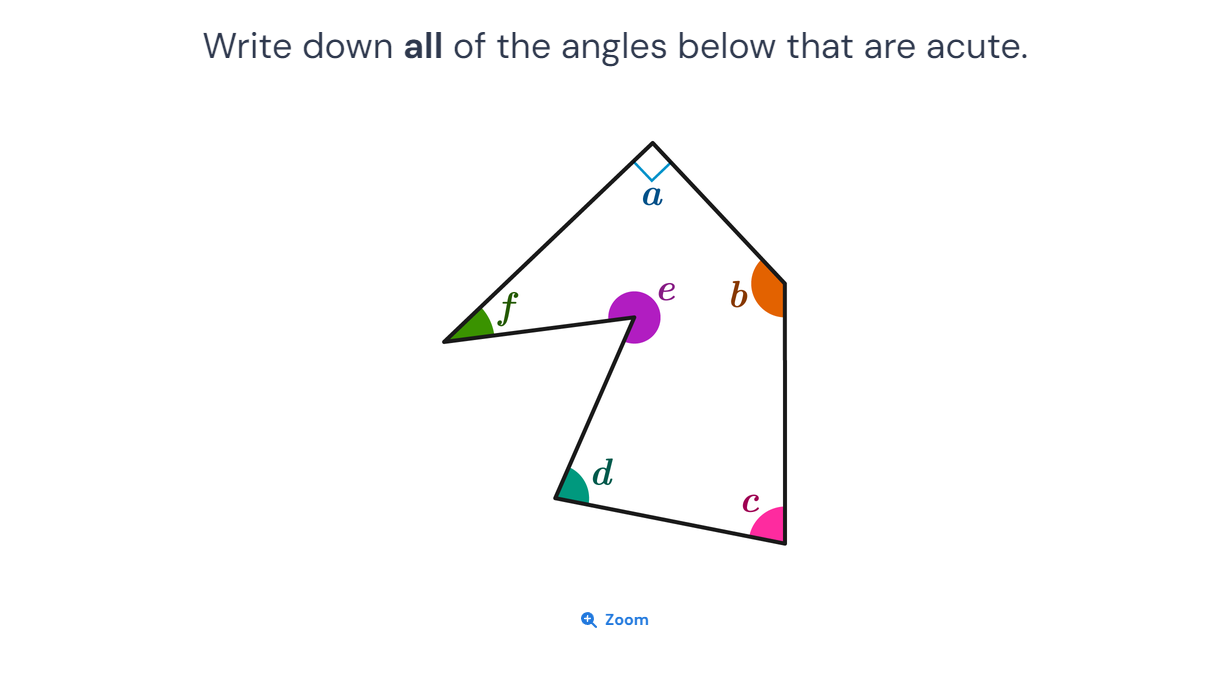 Write down all of the angles below that are acute.
a
e
b
f
d
c
Zoom